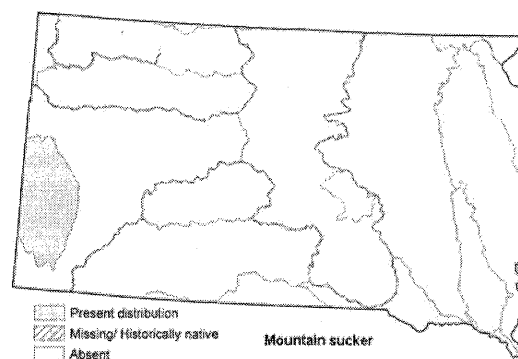 Present distribution
Missing/ Historically native
Absent
Mountain sucker